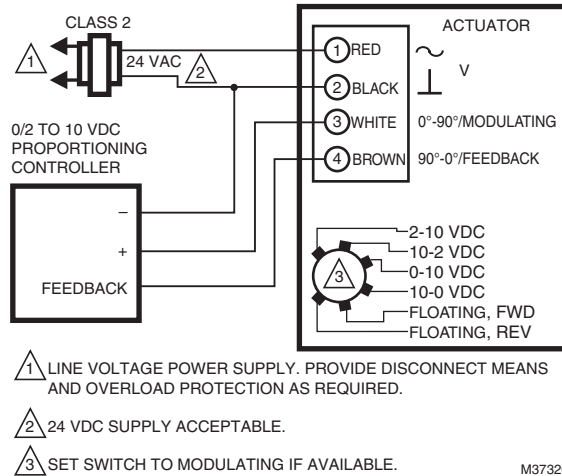 CLASS 2
ACTUATOR
1
24 VAC
2
1 RED
V
2 BLACK
3 WHITE 0°-90°/MODULATING
4 BROWN 90°-0°/FEEDBACK
0/2 TO 10 VDC
PROPORTIONING
CONTROLLER
–
+
FEEDBACK
3
2-10 VDC
10-2 VDC
0-10 VDC
10-0 VDC
FLOATING, FWD
FLOATING, REV
1 LINE VOLTAGE POWER SUPPLY. PROVIDE DISCONNECT MEANS
AND OVERLOAD PROTECTION AS REQUIRED.
2 24 VDC SUPPLY ACCEPTABLE.
3 SET SWITCH TO MODULATING IF AVAILABLE.